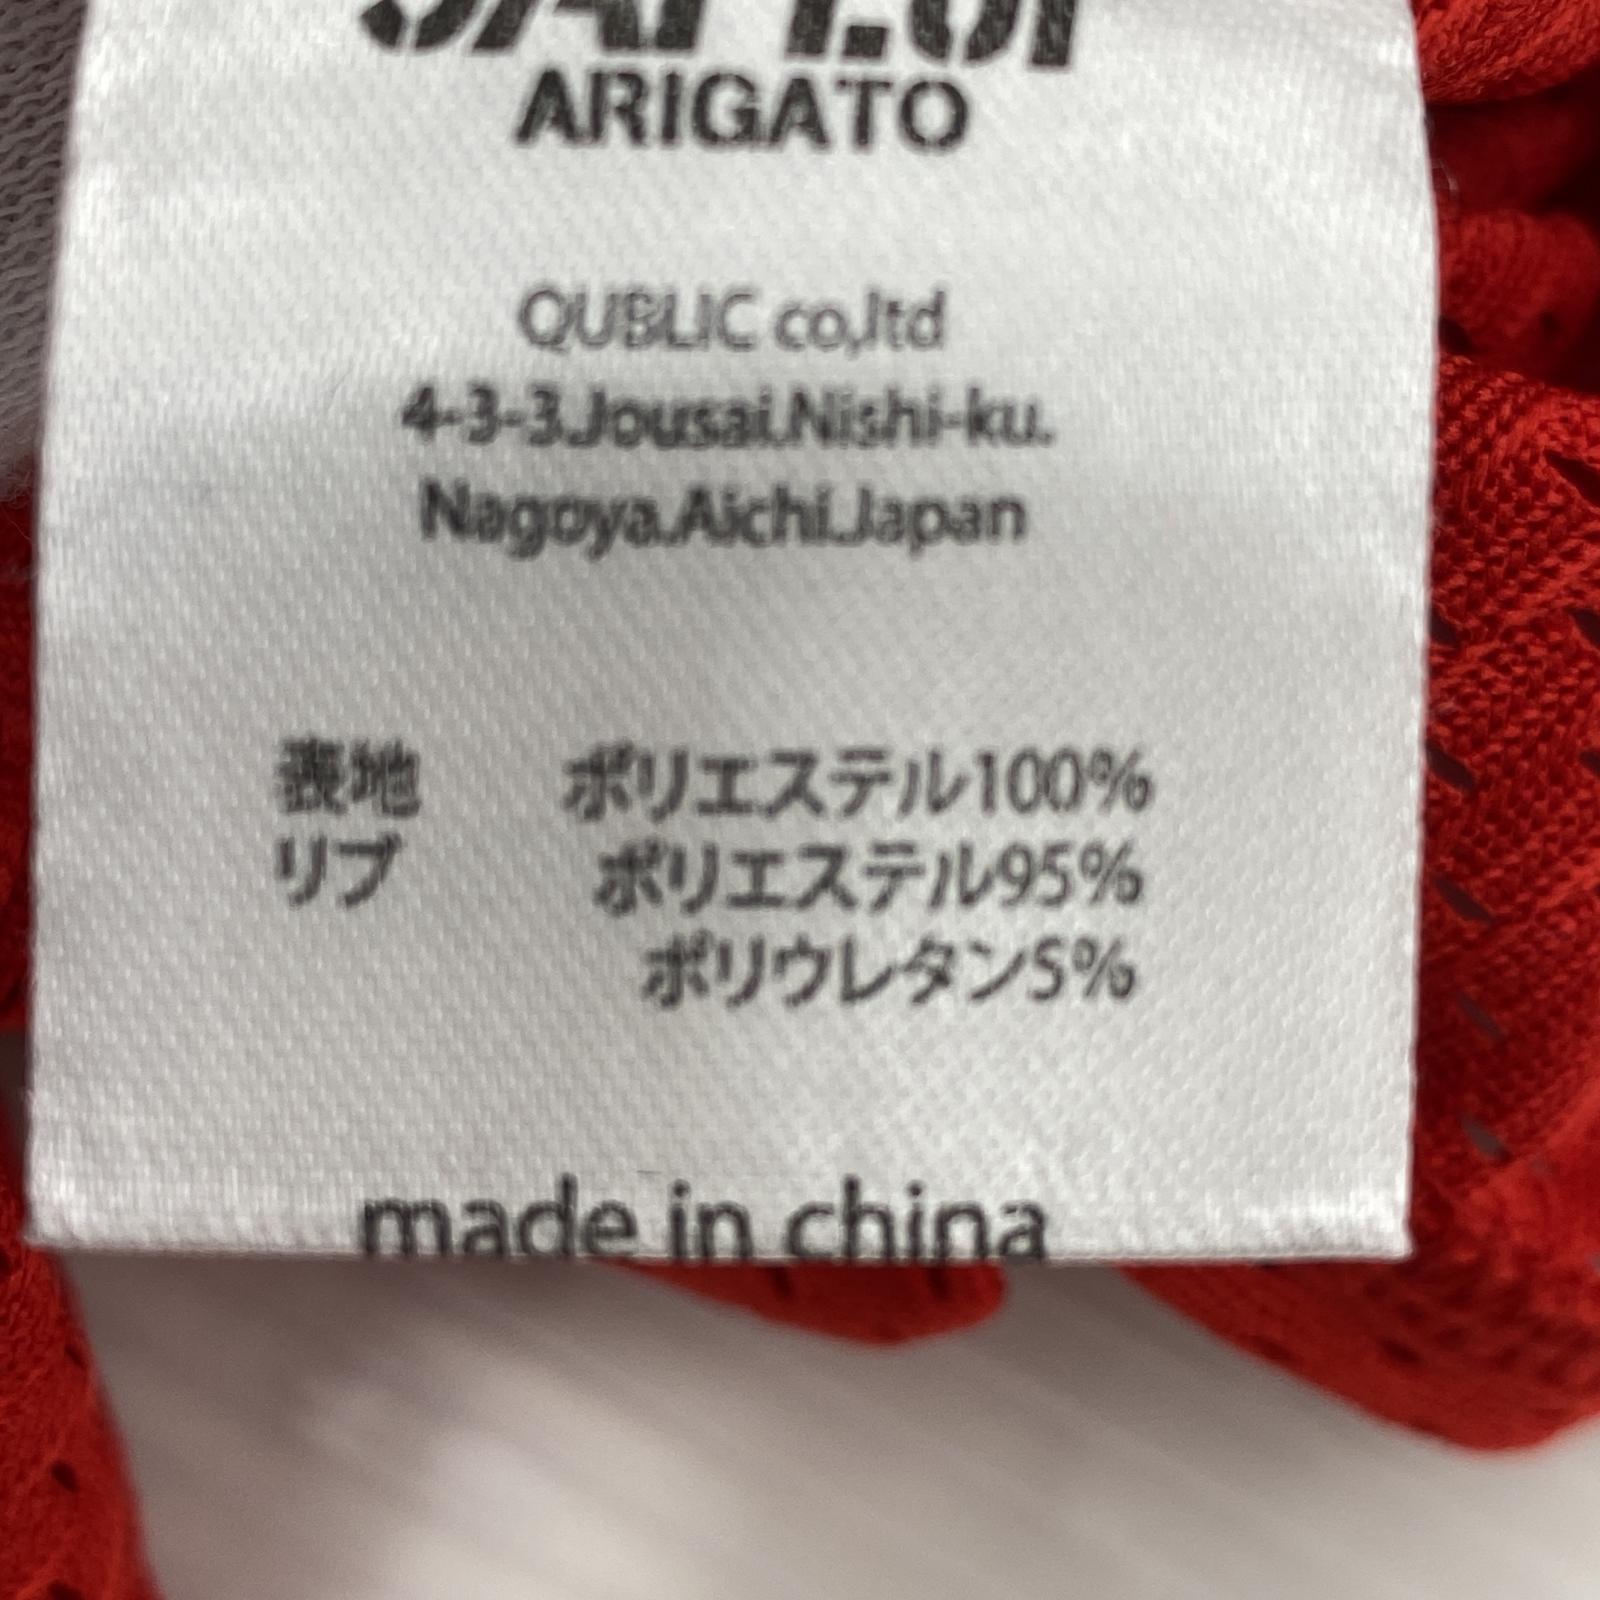 ARIGATO
QUBLIC co,ltd
4-3-3.Jousai.Nishi-ku.
Nagoya.Aichi.Japan
表地 ポリエステル100%
リブ ポリエステル95%
ポリウレタン5%
made in china